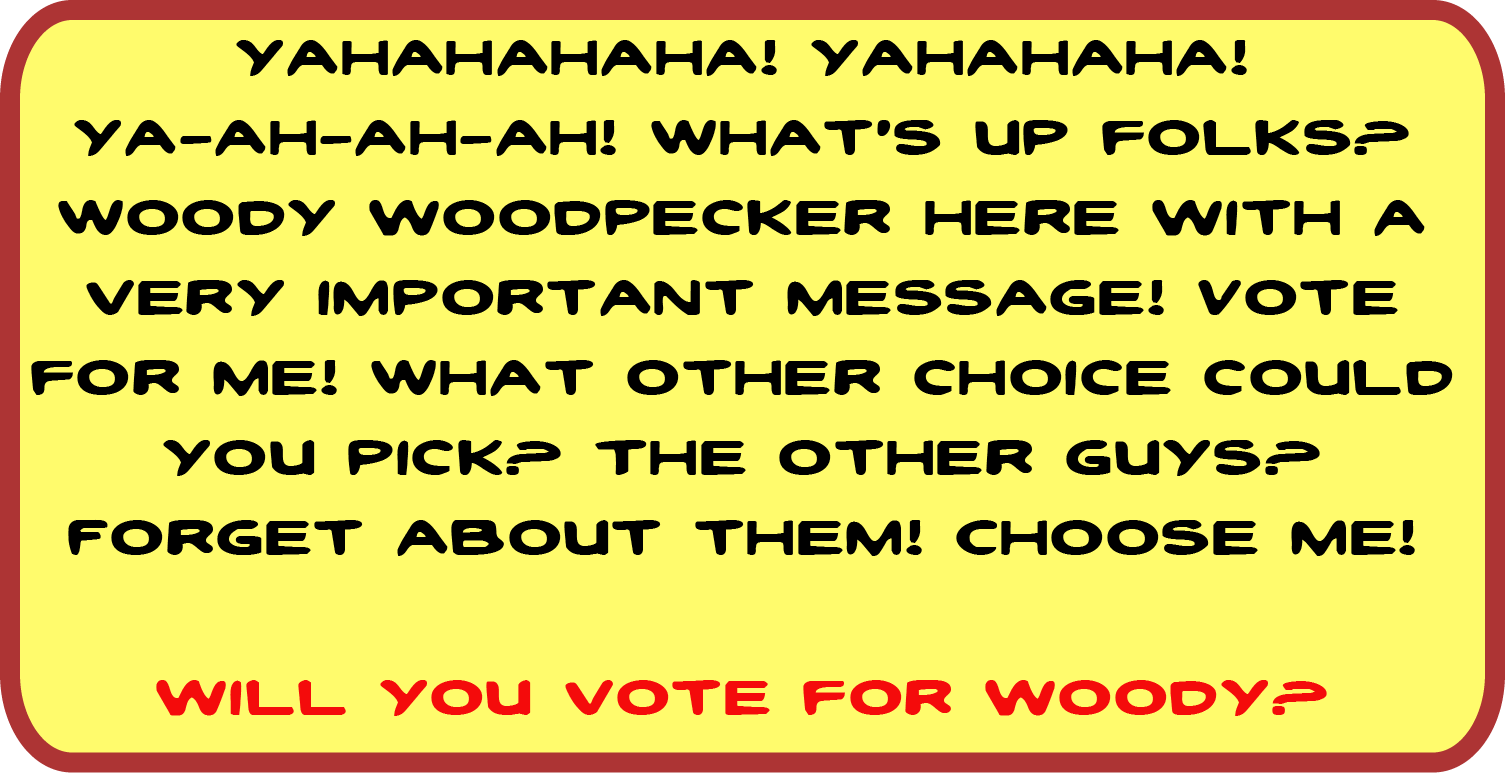 YAHAHAHAHA! YAHAHAHA!
YA-AH-AH-AH! WHAT'S UP FOLKS?
WOODY WOODPECKER HERE WITH A
VERY IMPORTANT MESSAGE! VOTE
FOR ME! WHAT OTHER CHOICE COULD
YOU PICK? THE OTHER GUYS?
FORGET ABOUT THEM! CHOOSE ME!
WILL YOU VOTE FOR WOODY?